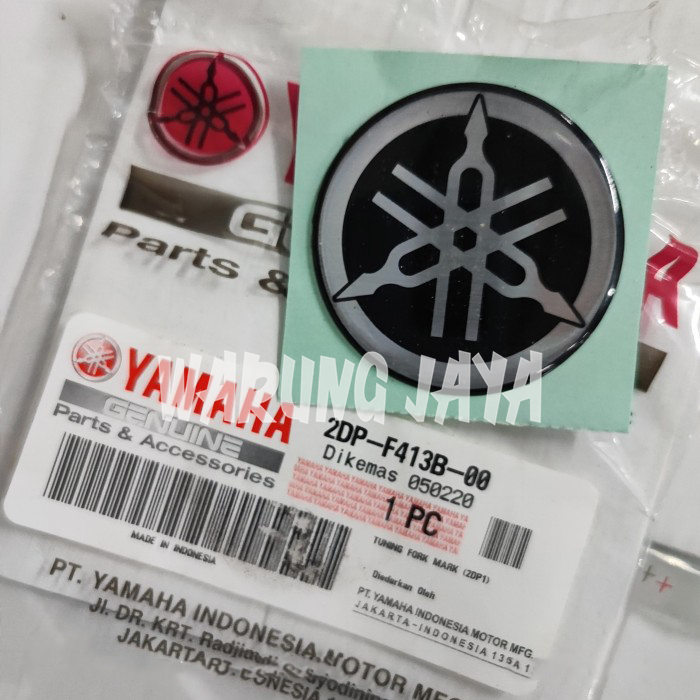 Parts &
WARUNG JAYA
YAMAHA
GENUINE
Parts & Accessories
2DP-F413B-00
Dikemas 050220
1 PC
MADE IN INDONESIA
TUNING FORK MARK (2DP1)
Diedarkan Oleh
PT. YAMAHA INDONESIA MOTOR MFG.
JAKARTA-INDONESIA
PT. YAMAHA INDONESIA MOTOR MFG
JL. DR. KRT. Radjiman